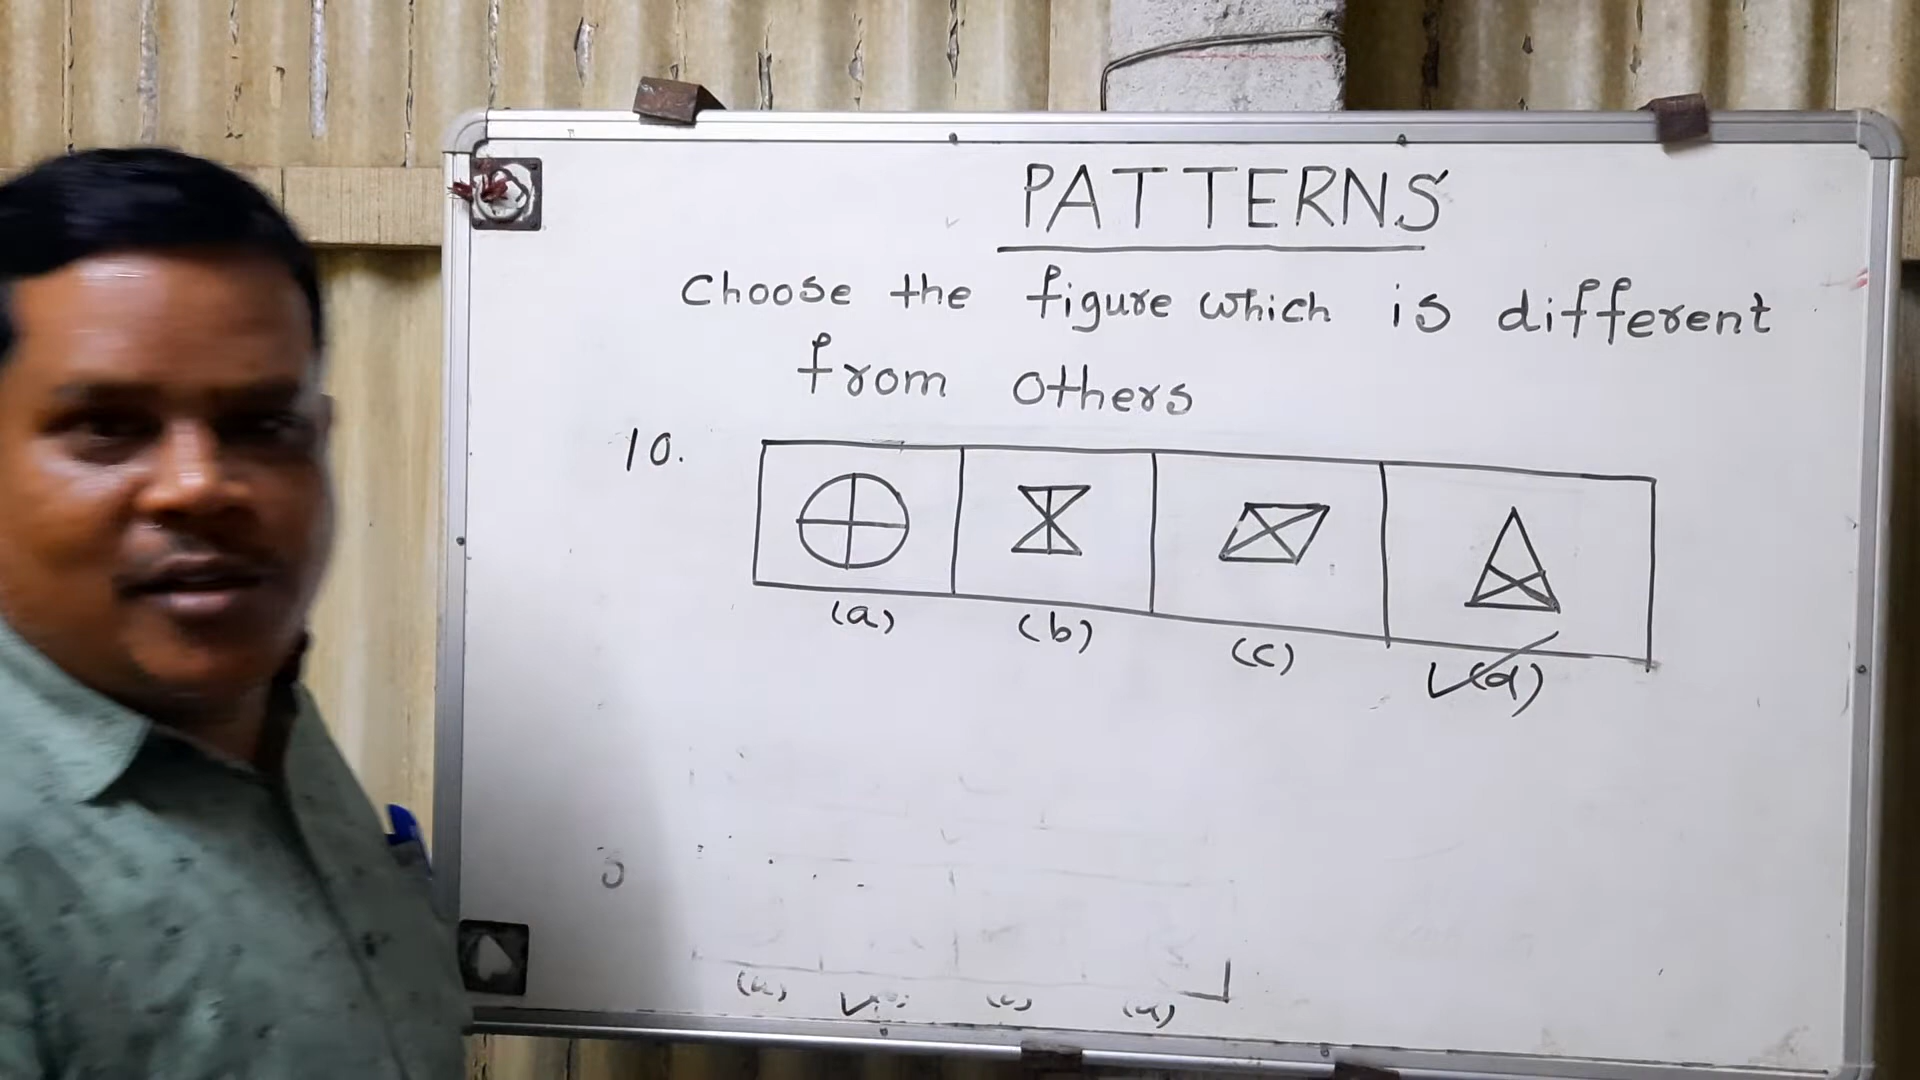 PATTERNS
Choose the figure which is different
from others
10.
(a) (b) (c) (d)
(c)